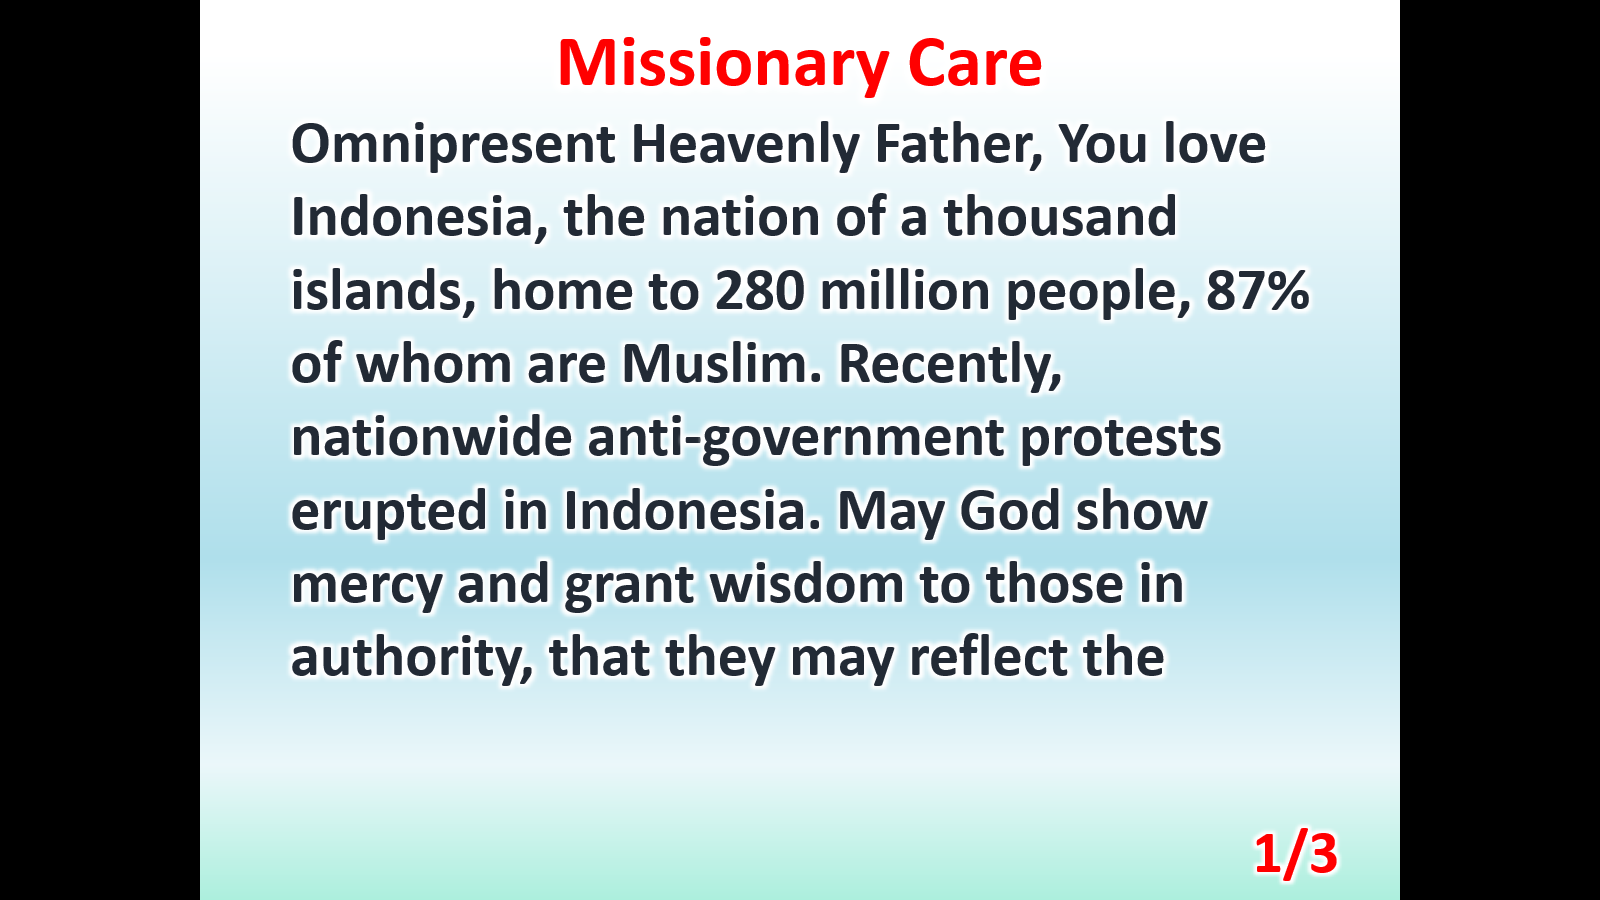 Missionary Care
Omnipresent Heavenly Father, You love
Indonesia, the nation of a thousand
islands, home to 280 million people, 87%
of whom are Muslim. Recently,
nationwide anti-government protests
erupted in Indonesia. May God show
mercy and grant wisdom to those in
authority, that they may reflect the
1/3